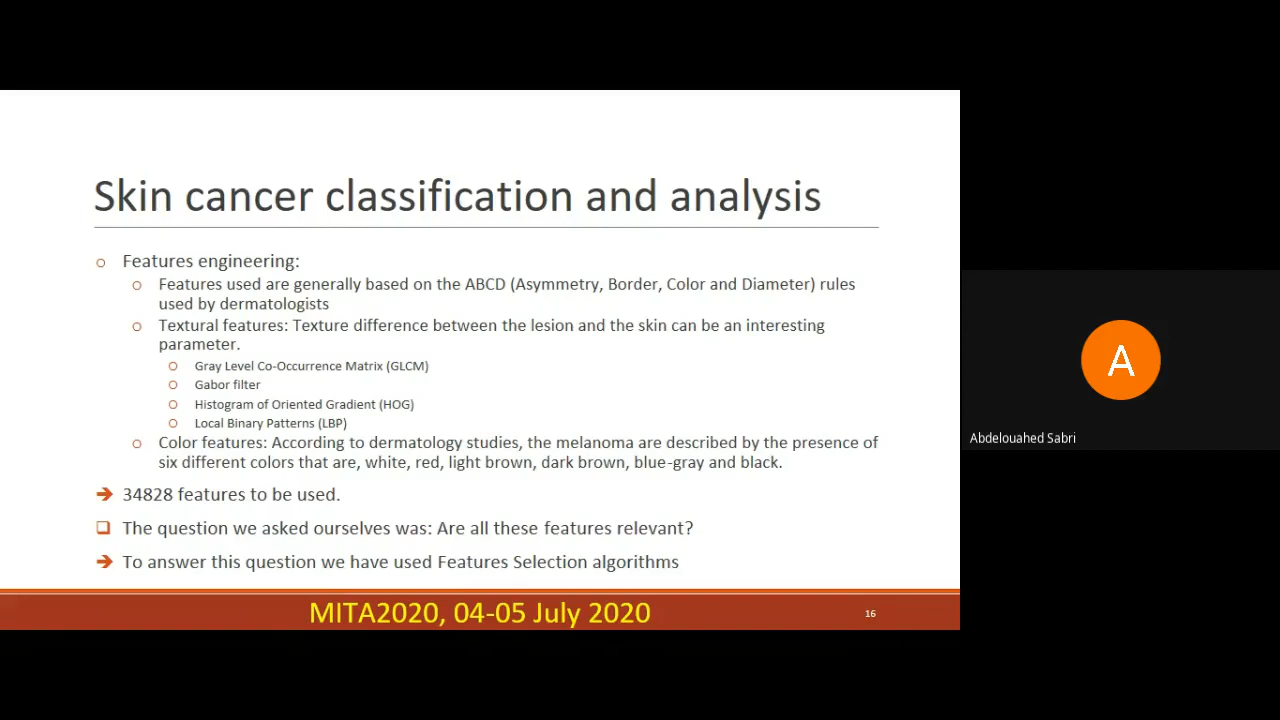 Skin cancer classification and analysis
Features engineering:
Features used are generally based on the ABCD (Asymmetry, Border, Color and Diameter) rules
used by dermatologists
Textural features: Texture difference between the lesion and the skin can be an interesting
parameter.
Gray Level Co-Occurrence Matrix (GLCM)
Gabor filter
Histogram of Oriented Gradient (HOG)
Local Binary Patterns (LBP)
Color features: According to dermatology studies, the melanoma are described by the presence of
six different colors that are, white, red, light brown, dark brown, blue-gray and black.
34828 features to be used.
The question we asked ourselves was: Are all these features relevant?
To answer this question we have used Features Selection algorithms
MITA2020, 04-05 July 2020
16
A
Abdelouahed Sabri